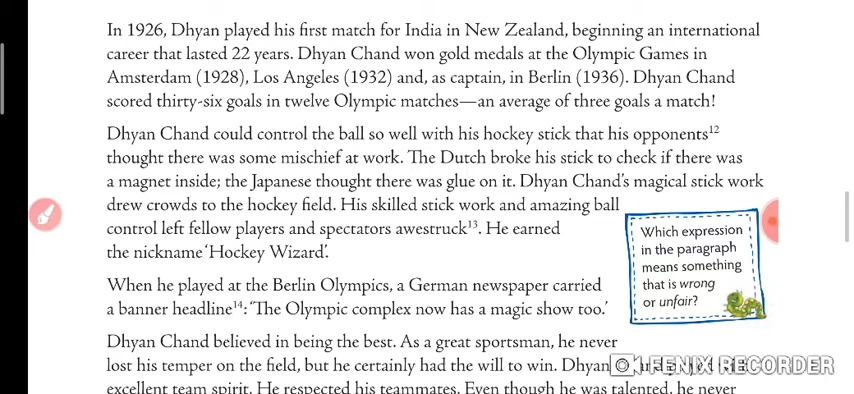 In 1926, Dhyan played his first match for India in New Zealand, beginning an international
career that lasted 22 years. Dhyan Chand won gold medals at the Olympic Games in
Amsterdam (1928), Los Angeles (1932) and, as captain, in Berlin (1936). Dhyan Chand
scored thirty-six goals in twelve Olympic matches—an average of three goals a match!
Dhyan Chand could control the ball so well with his hockey stick that his opponents¹²
thought there was some mischief at work. The Dutch broke his stick to check if there was
a magnet inside; the Japanese thought there was glue on it. Dhyan Chand's magical stick work
drew crowds to the hockey field. His skilled stick work and amazing ball
control left fellow players and spectators awestruck¹³. He earned
the nickname 'Hockey Wizard'.
Which expression
in the paragraph
means something
that is wrong
or unfair?
When he played at the Berlin Olympics, a German newspaper carried
a banner headline¹⁴: 'The Olympic complex now has a magic show too.'
Dhyan Chand believed in being the best. As a great sportsman, he never
lost his temper on the field, but he certainly had the will to win. Dhyan
excellent team spirit. He respected his teammates. Even though he was talented, he never
FENIX RECORDER